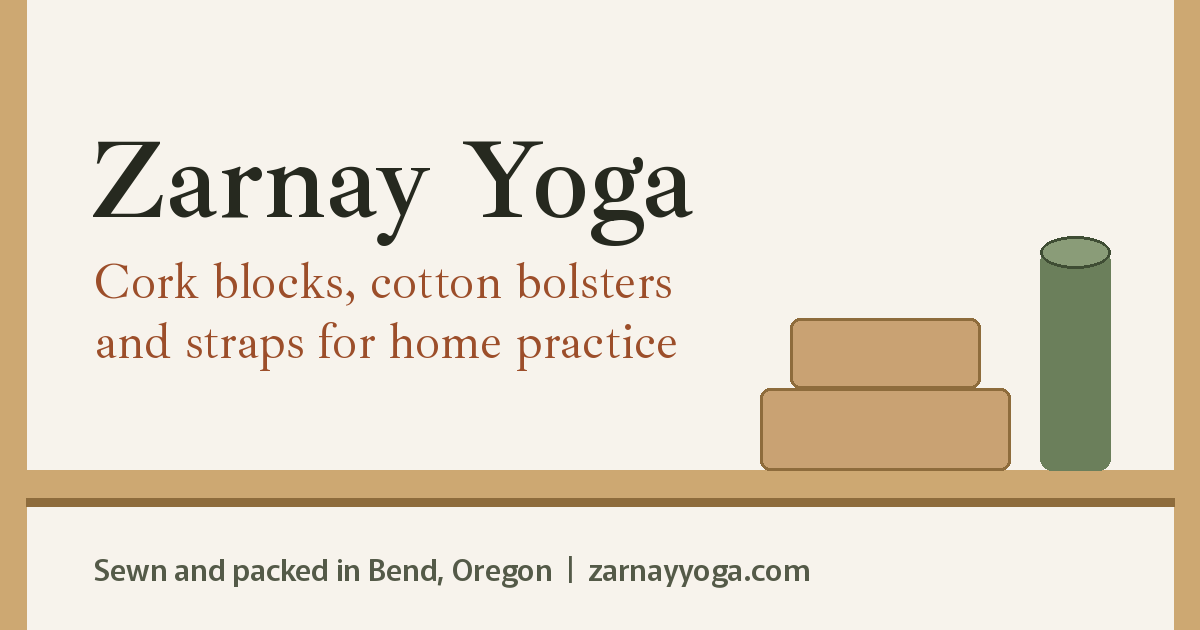 Zarnay Yoga
Cork blocks, cotton bolsters
and straps for home practice
Sewn and packed in Bend, Oregon | zarnayyoga.com